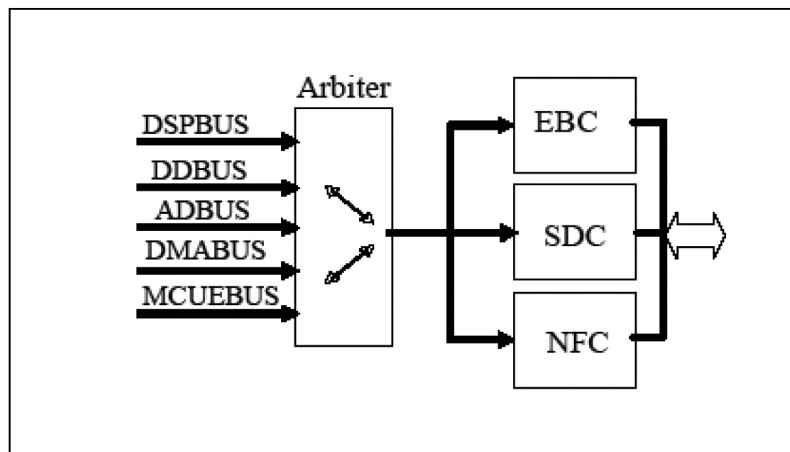 Arbiter
DSPBUS
DDBUS
ADBUS
DMABUS
MCUEBUS
EBC
SDC
NFC